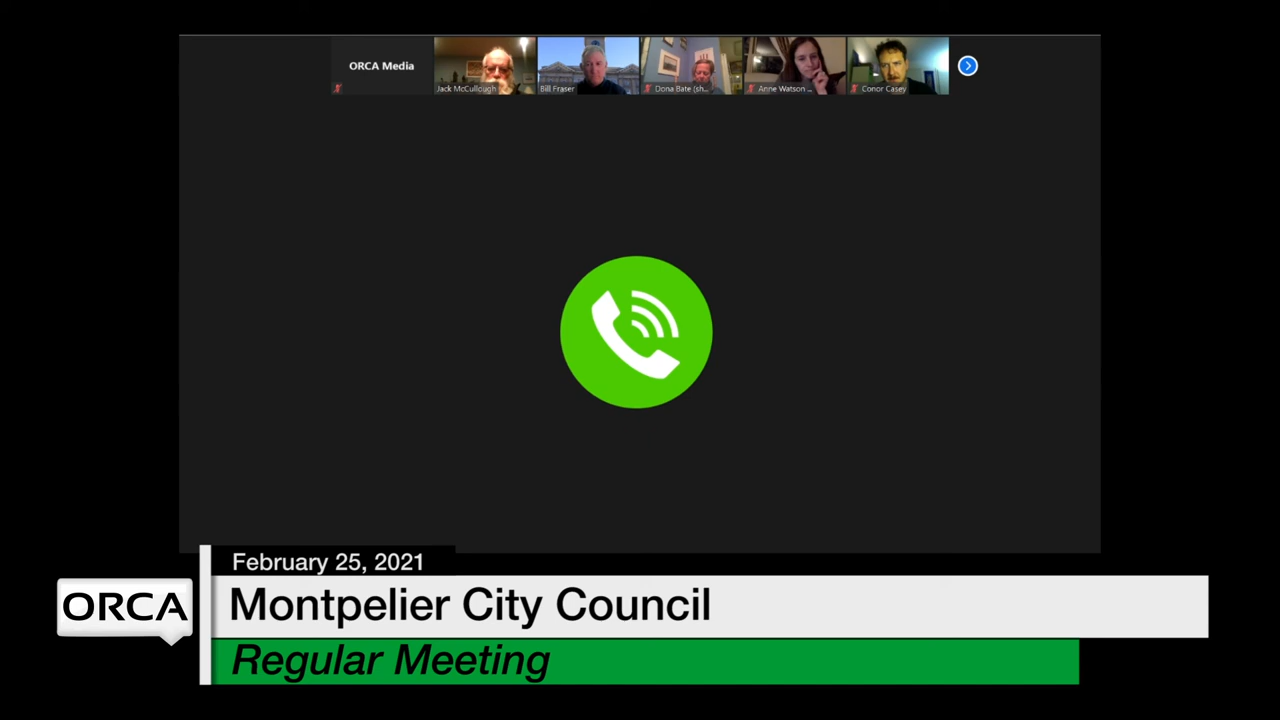 ORCA Media
Jack McCullough
Bill Fraser
Dona Bate (sh...
Anne Watson ...
Conor Casey
February 25, 2021
ORCA
Montpelier City Council
Regular Meeting